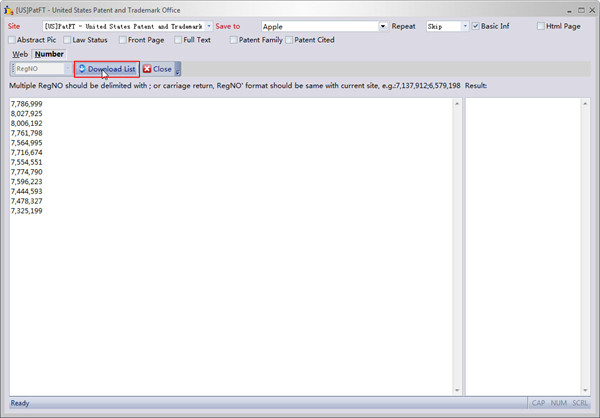 [US]PatFT - United States Patent and Trademark Office
Site [US]PatFT - United States Patent and Trademark Save to Apple Repeat Skip Basic Inf Html Page
Abstract Pic Law Status Front Page Full Text Patent Family Patent Cited
Web Number
RegNO Download List Close
Multiple RegNO should be delimited with ; or carriage return, RegNO' format should be same with current site, e.g.:7,137,912;6,579,198 Result:
7,786,999
8,027,925
8,006,192
7,761,798
7,564,995
7,716,674
7,554,551
7,774,790
7,596,223
7,444,593
7,478,327
7,325,199
Ready CAP NUM SCRL